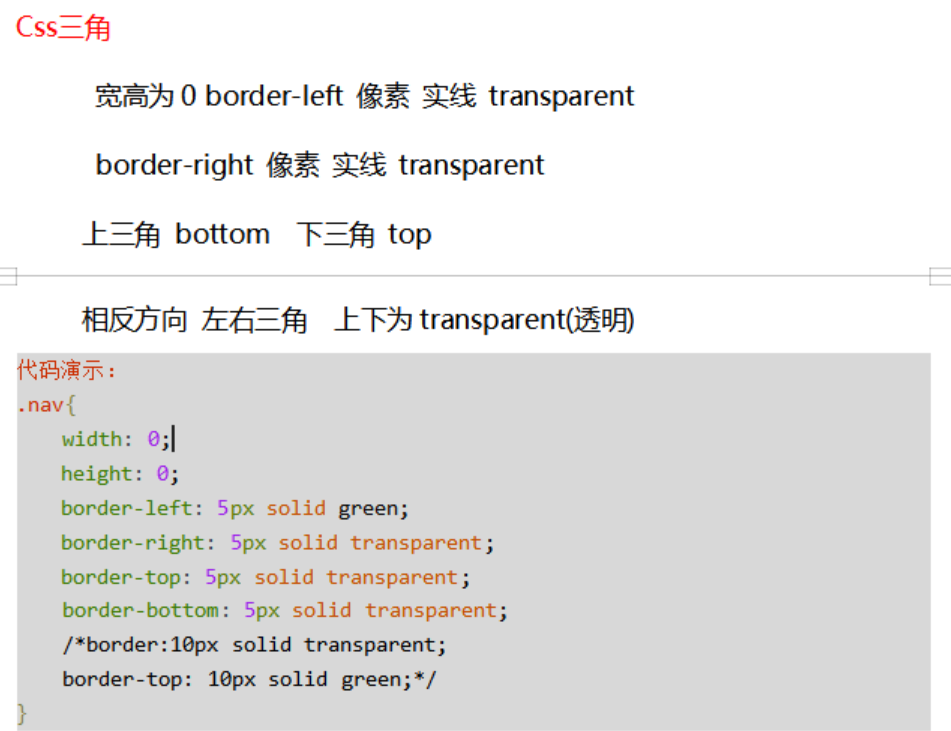 Css三角
宽高为 0 border-left 像素 实线 transparent
border-right 像素 实线 transparent
上三角 bottom 下三角 top
相反方向 左右三角 上下为 transparent(透明)
代码演示：
.nav{
width: 0;
height: 0;
border-left: 5px solid green;
border-right: 5px solid transparent;
border-top: 5px solid transparent;
border-bottom: 5px solid transparent;
/*border:10px solid transparent;
border-top: 10px solid green;*/
}